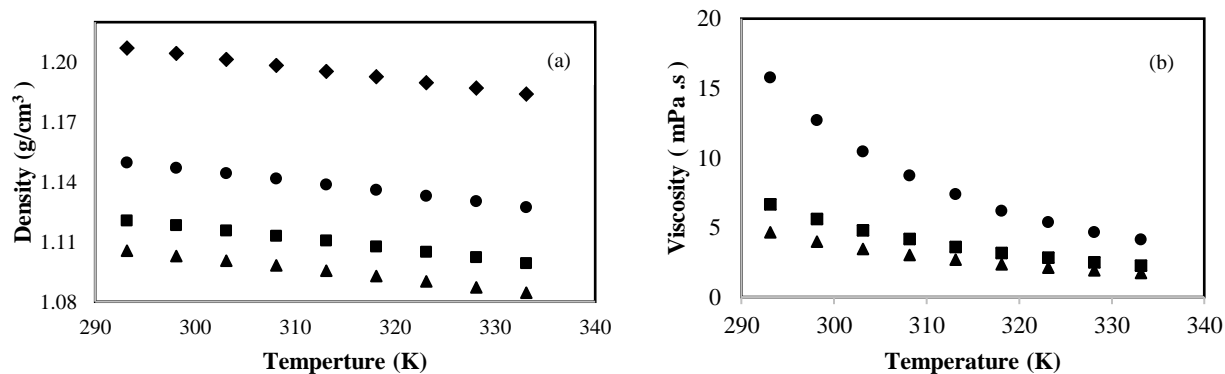 (a)
Density (g/cm³ )
1.20
1.17
1.14
1.11
1.08
290 300 310 320 330 340
Temperture (K)
(b)
Viscosity ( mPa .s)
20
15
10
5
0
290 300 310 320 330 340
Temperature (K)